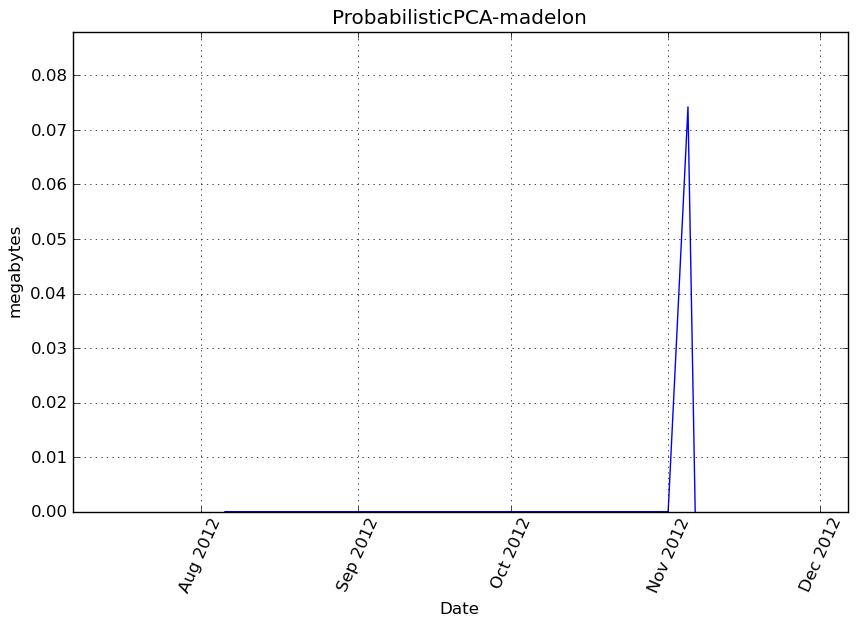 ProbabilisticPCA-madelon
0.08
0.07
0.06
0.05
0.04
0.03
0.02
0.01
0.00
megabytes
Aug 2012
Sep 2012
Oct 2012
Nov 2012
Dec 2012
Date